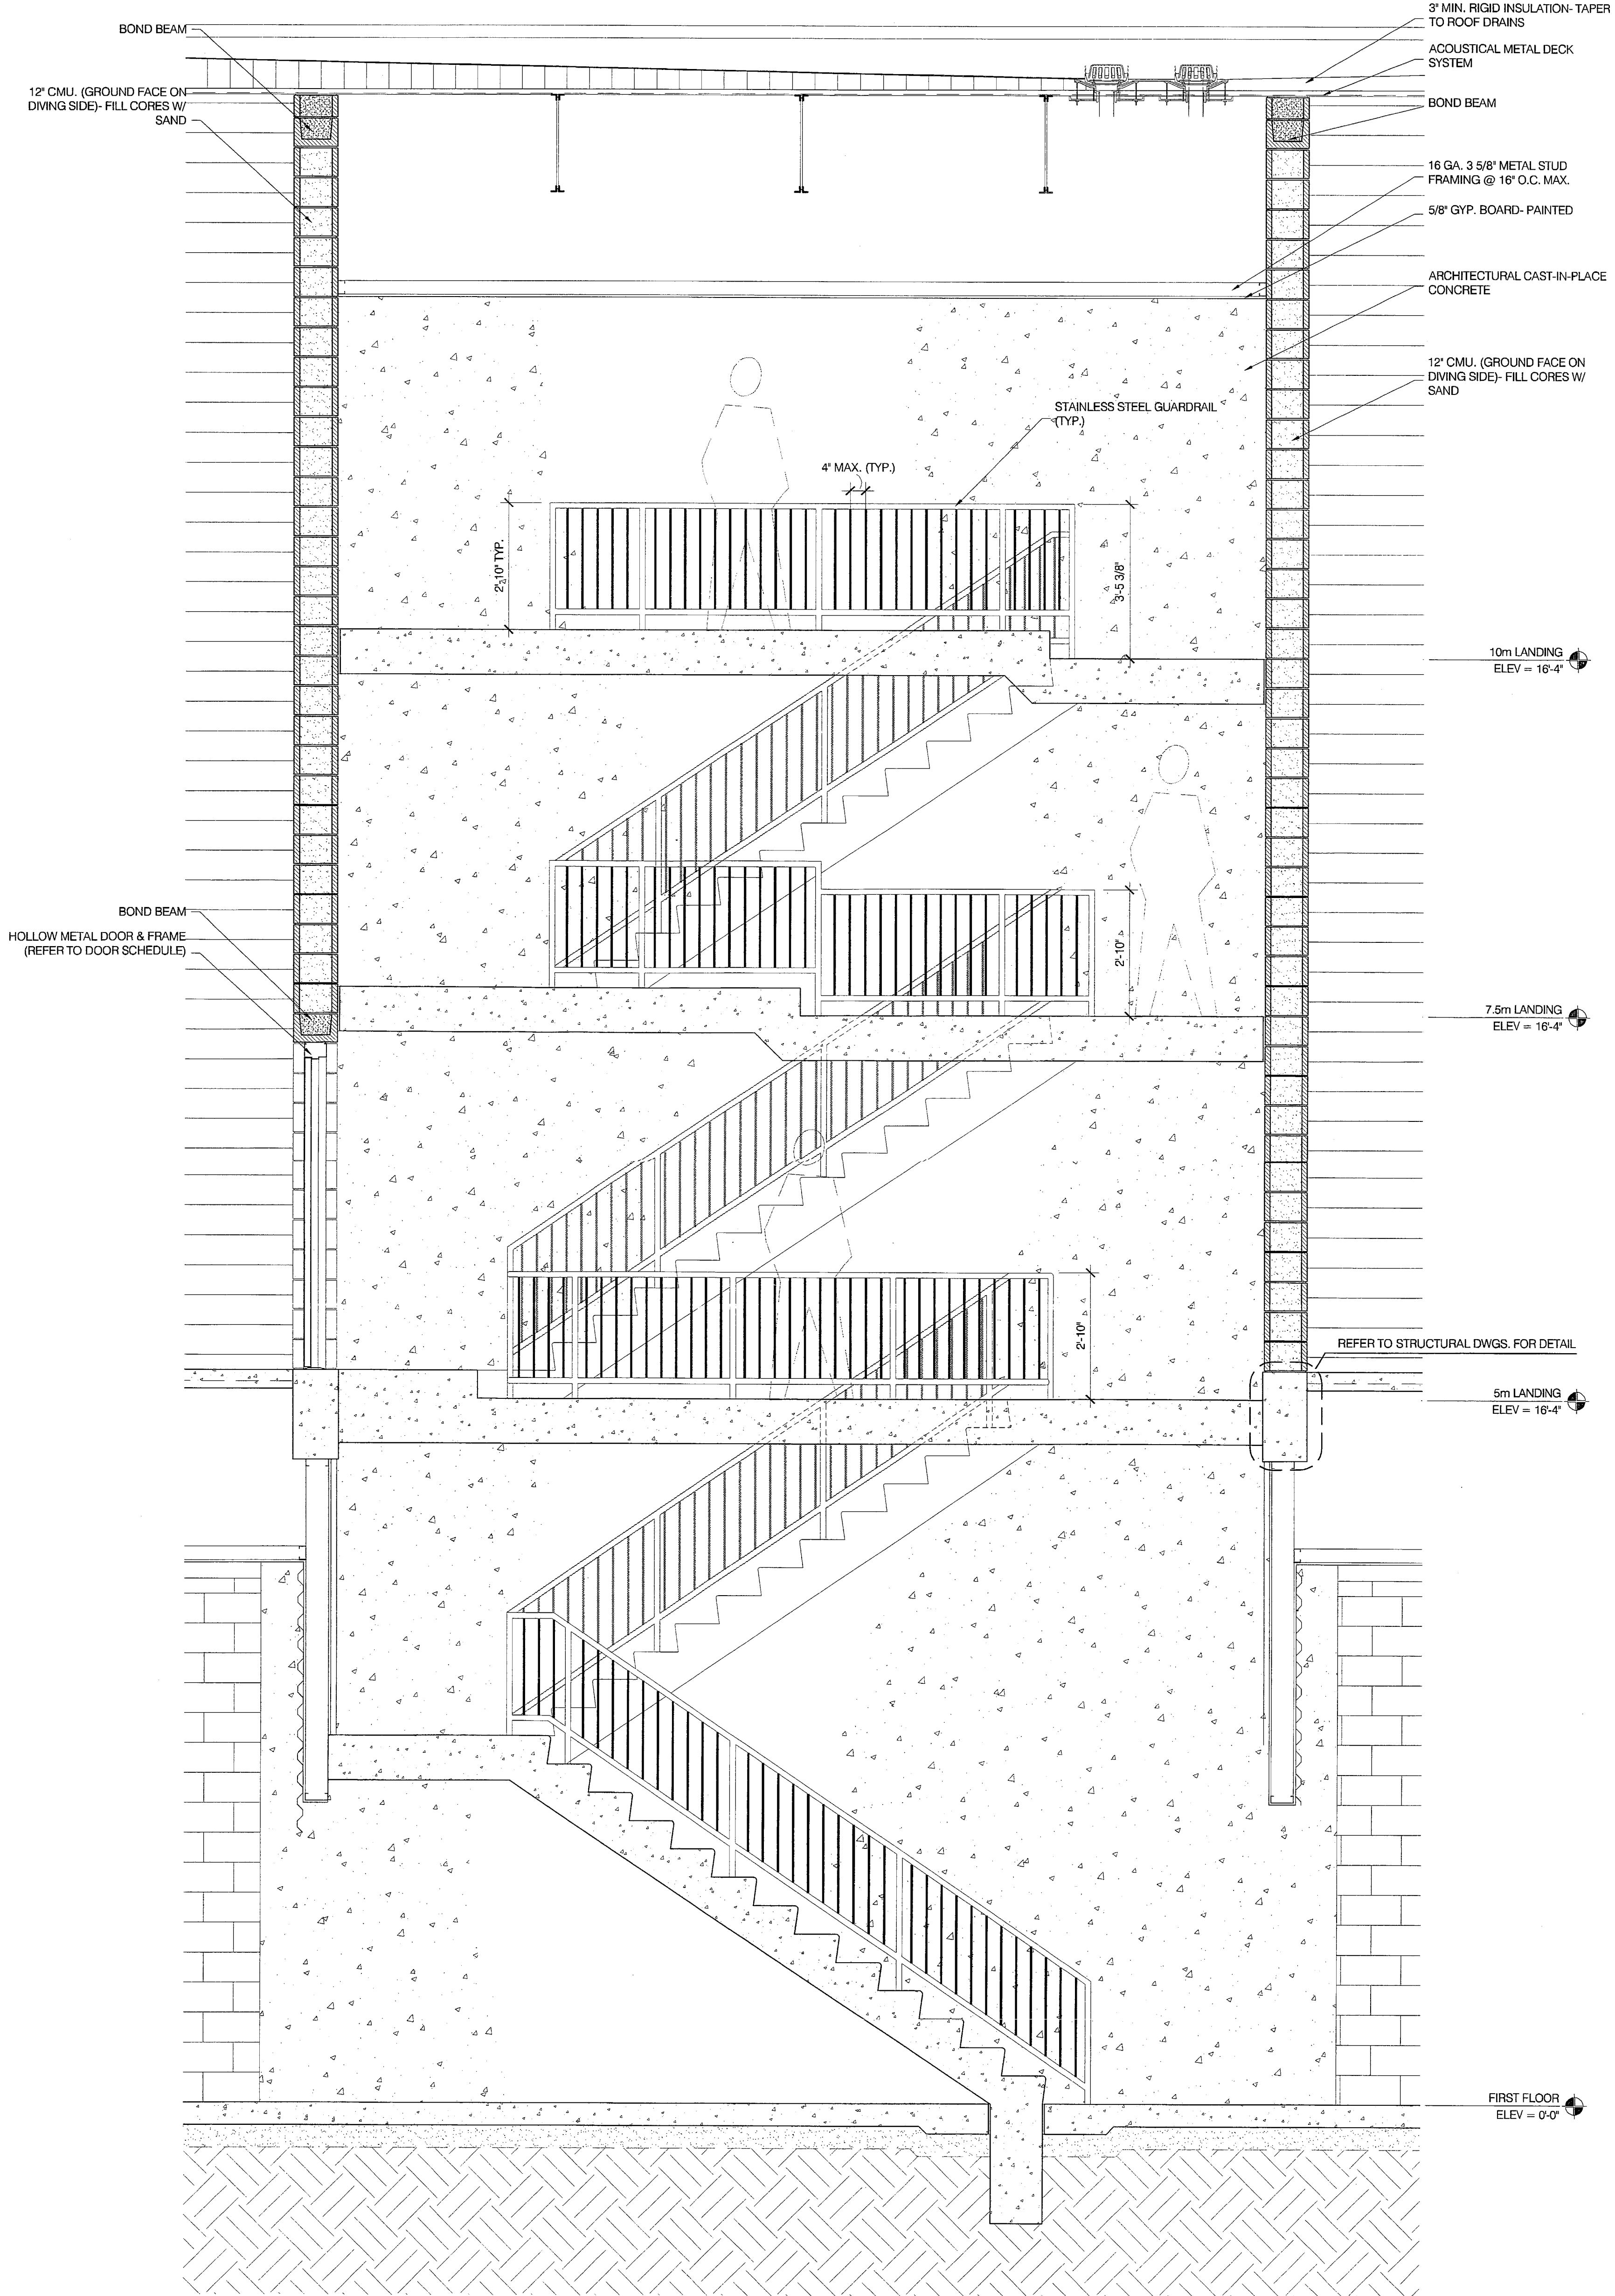 3" MIN. RIGID INSULATION- TAPER
TO ROOF DRAINS
BOND BEAM
ACOUSTICAL METAL DECK
SYSTEM
12" CMU. (GROUND FACE ON
DIVING SIDE)- FILL CORES W/
SAND
BOND BEAM
16 GA. 3 5/8" METAL STUD
FRAMING @ 16" O.C. MAX.
5/8" GYP. BOARD- PAINTED
ARCHITECTURAL CAST-IN-PLACE
CONCRETE
12" CMU. (GROUND FACE ON
DIVING SIDE)- FILL CORES W/
SAND
STAINLESS STEEL GUARDRAIL
(TYP.)
4" MAX. (TYP.)
2'-10" TYP.
3'-5 3/8"
10m LANDING
ELEV = 16'-4"
BOND BEAM
HOLLOW METAL DOOR & FRAME
(REFER TO DOOR SCHEDULE)
2'-10"
7.5m LANDING
ELEV = 16'-4"
2'-10"
REFER TO STRUCTURAL DWGS. FOR DETAIL
5m LANDING
ELEV = 16'-4"
FIRST FLOOR
ELEV = 0'-0"